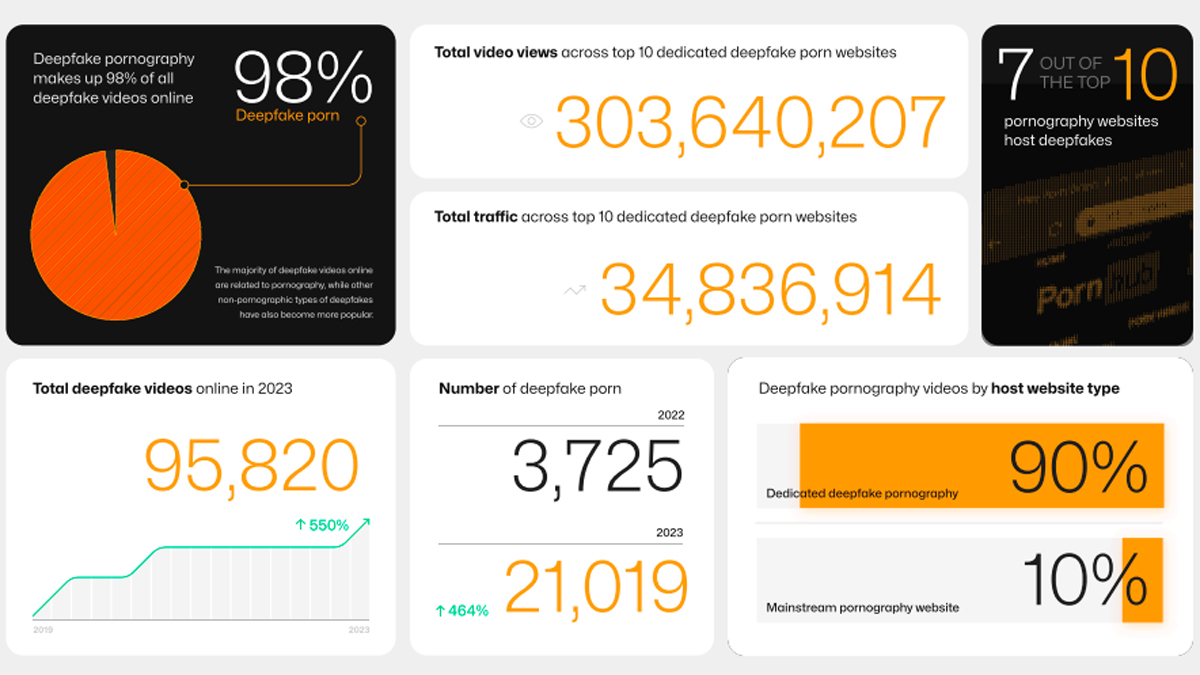 Deepfake pornography
makes up 98% of all
deepfake videos online
98%
Deepfake porn
The majority of deepfake videos online
are related to pornography, while other
non-pornographic types of deepfakes
have also become more popular.
Total video views across top 10 dedicated deepfake porn websites
303,640,207
Total traffic across top 10 dedicated deepfake porn websites
34,836,914
7 OUT OF
THE TOP 10
pornography websites
host deepfakes
Porn hub
Total deepfake videos online in 2023
95,820
↑ 550%
2019 2023
Number of deepfake porn
2022
3,725
2023
↑ 464% 21,019
Deepfake pornography videos by host website type
90%
Dedicated deepfake pornography
10%
Mainstream pornography website